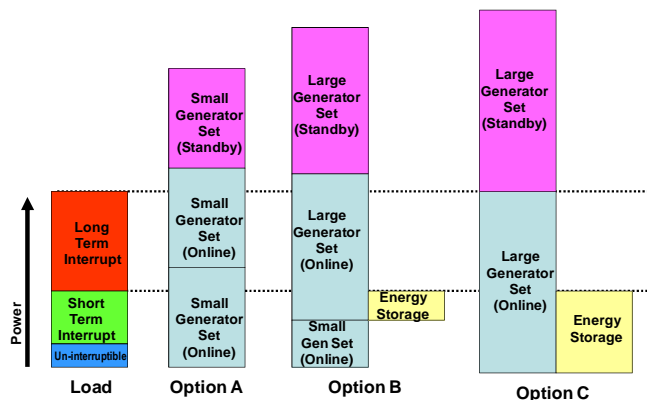 Power
Long
Term
Interrupt
Short
Term
Interrupt
Un-interruptible
Load
Small
Generator
Set
(Standby)
Small
Generator
Set
(Online)
Small
Generator
Set
(Online)
Option A
Large
Generator
Set
(Standby)
Large
Generator
Set
(Online)
Small
Gen Set
(Online)
Energy
Storage
Option B
Large
Generator
Set
(Standby)
Large
Generator
Set
(Online)
Energy
Storage
Option C